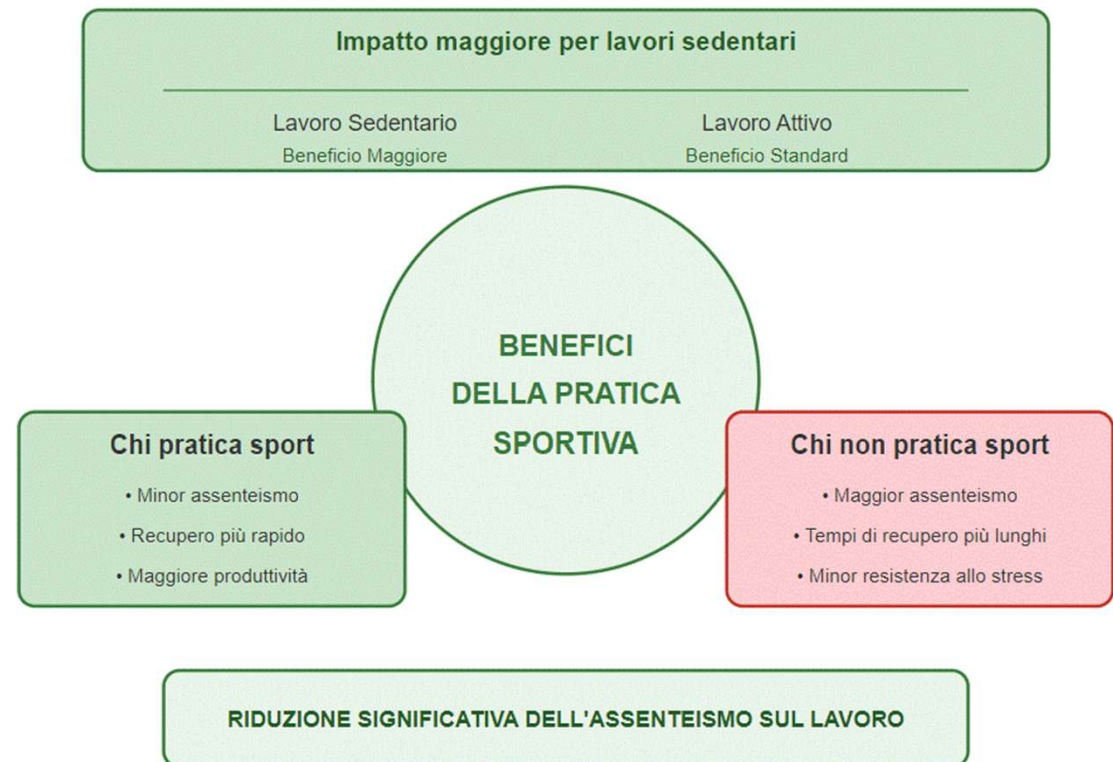 Impatto maggiore per lavori sedentari
Lavoro Sedentario
Beneficio Maggiore
Lavoro Attivo
Beneficio Standard
BENEFICI
DELLA PRATICA
SPORTIVA
Chi pratica sport
• Minor assenteismo
• Recupero più rapido
• Maggiore produttività
Chi non pratica sport
• Maggior assenteismo
• Tempi di recupero più lunghi
• Minor resistenza allo stress
RIDUZIONE SIGNIFICATIVA DELL'ASSENTEISMO SUL LAVORO